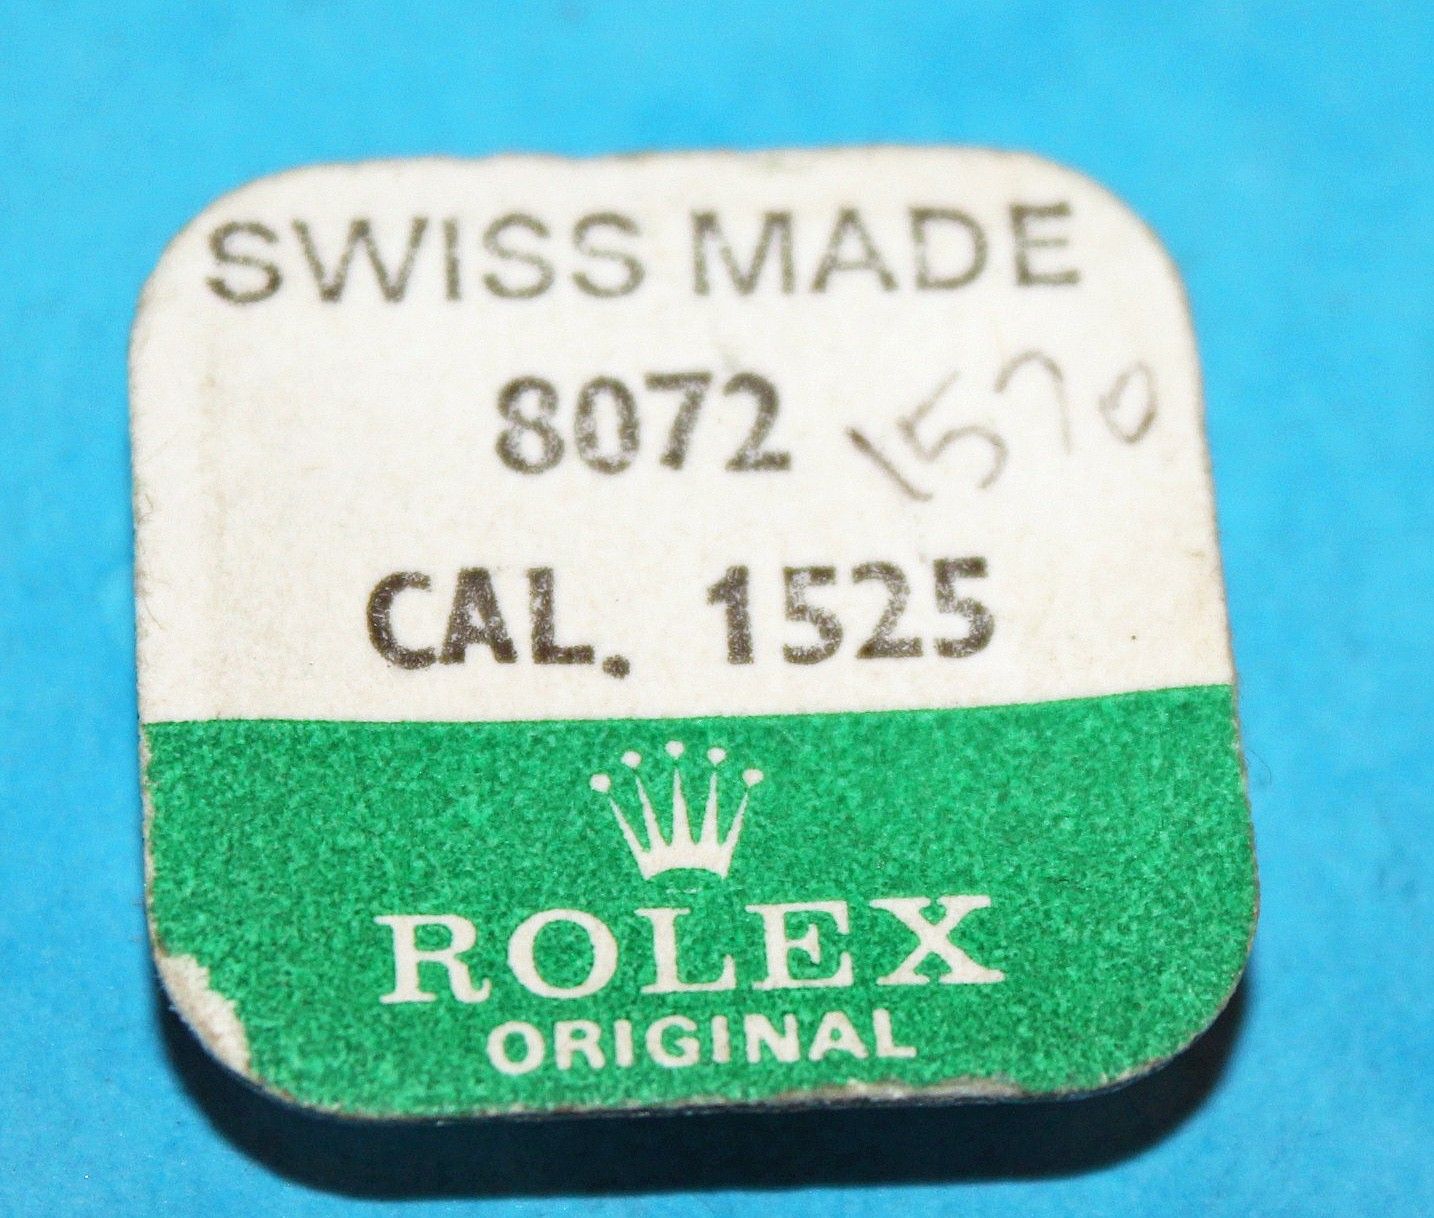 SWISS MADE
8072 1570
CAL. 1525
ROLEX
ORIGINAL